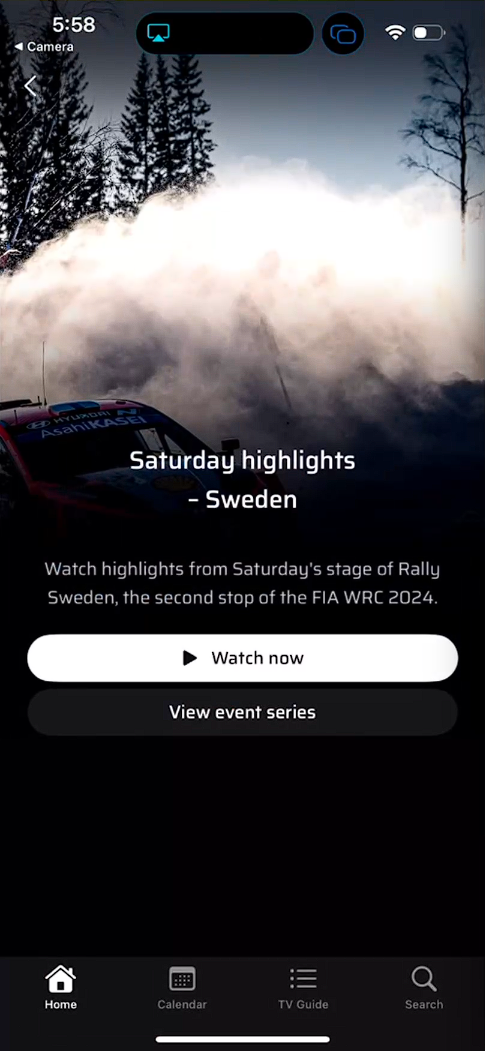 5:58
◀ Camera
HYUNDAI N
AsahiKASEI
Saturday highlights
– Sweden
Watch highlights from Saturday's stage of Rally
Sweden, the second stop of the FIA WRC 2024.
Watch now
View event series
Home
Calendar
TV Guide
Search